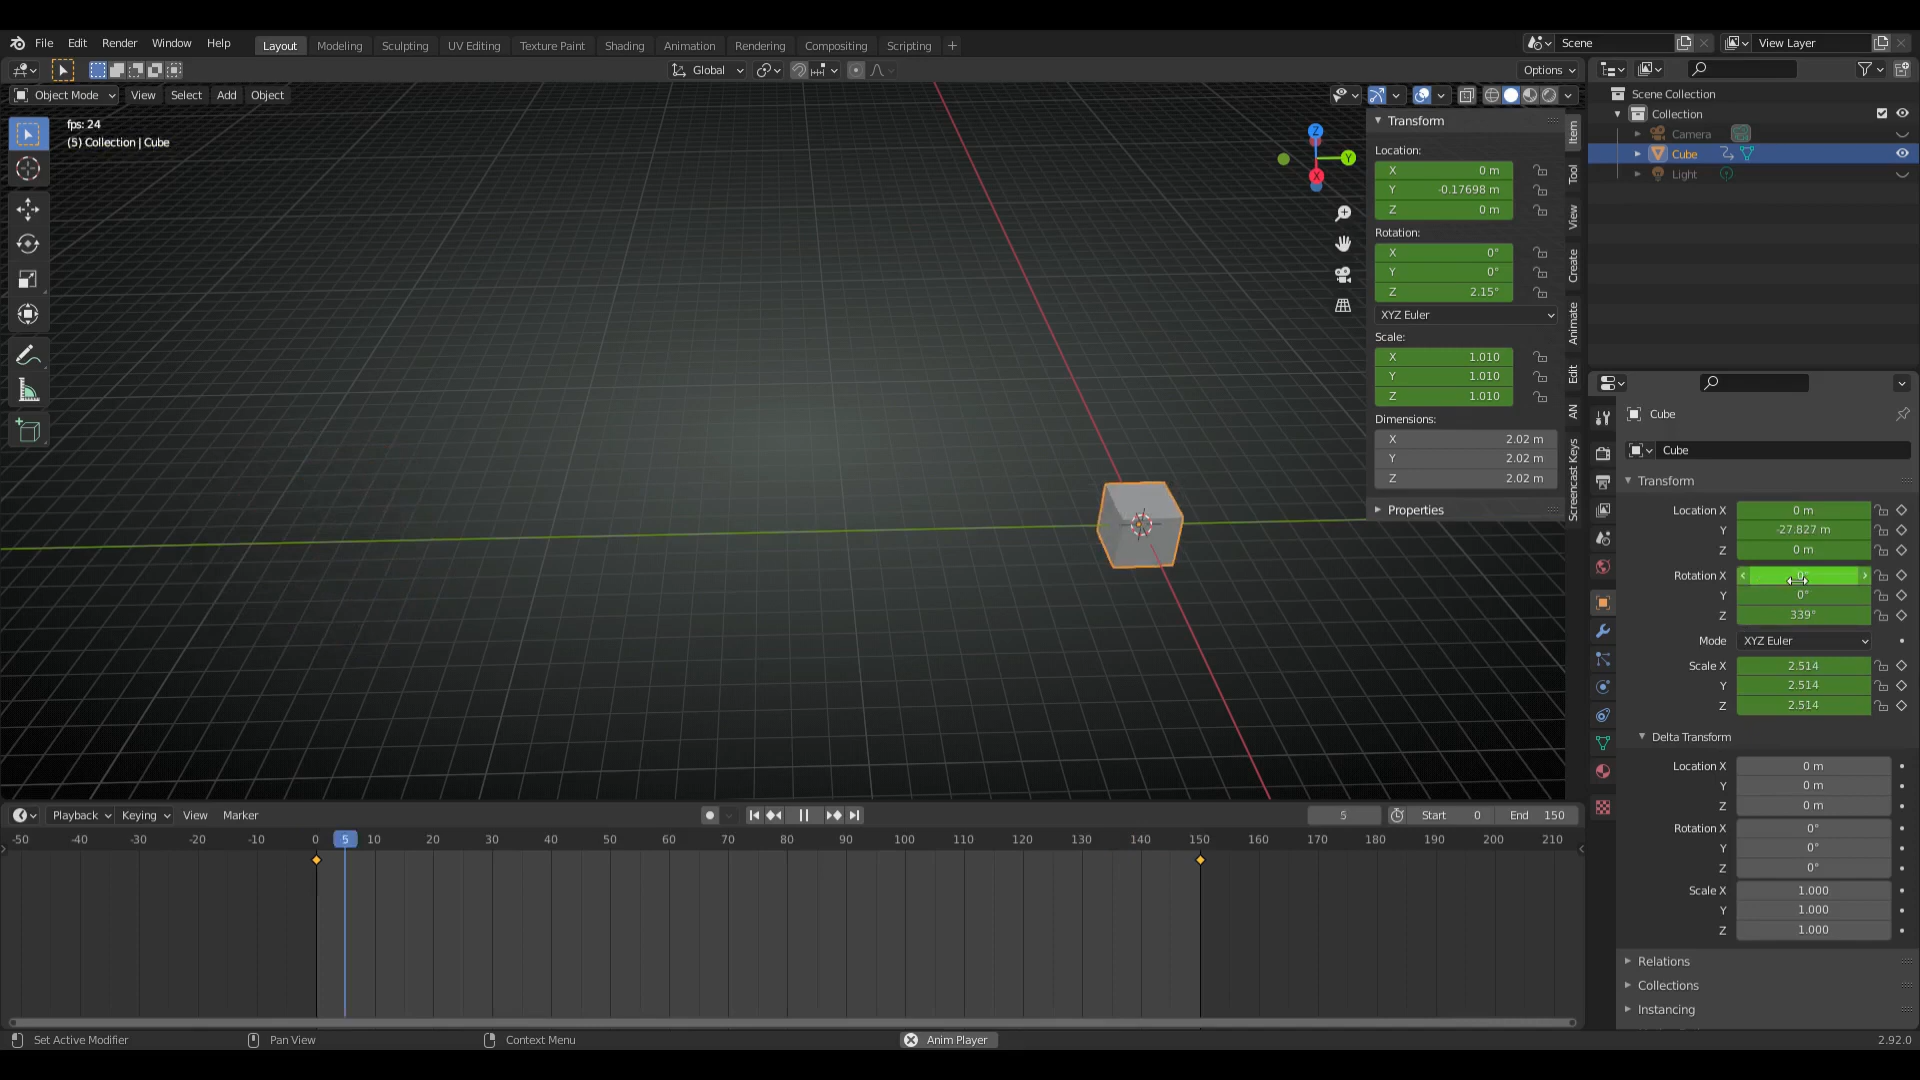 File Edit Render Window Help Layout Modeling Sculpting UV Editing Texture Paint Shading Animation Rendering Compositing Scripting + Scene View Layer
Global Options
Object Mode View Select Add Object
fps: 24
(5) Collection | Cube
Z
Y
X
Transform
Location:
X 0 m
Y -0.17698 m
Z 0 m
Rotation:
X 0°
Y 0°
Z 2.15°
XYZ Euler
Scale:
X 1.010
Y 1.010
Z 1.010
Dimensions:
X 2.02 m
Y 2.02 m
Z 2.02 m
Properties
Item
Tool
View
Create
Animate
Edit
AN
Screencast Keys
Scene Collection
Collection
Camera
Cube
Light
Cube
Cube
Transform
Location X 0 m
Y -27.827 m
Z 0 m
Rotation X
Y 0°
Z 339°
Mode XYZ Euler
Scale X 2.514
Y 2.514
Z 2.514
Delta Transform
Location X 0 m
Y 0 m
Z 0 m
Rotation X 0°
Y 0°
Z 0°
Scale X 1.000
Y 1.000
Z 1.000
Relations
Collections
Instancing
Playback Keying View Marker 5 Start 0 End 150
-50 -40 -30 -20 -10 0 5 10 20 30 40 50 60 70 80 90 100 110 120 130 140 150 160 170 180 190 200 210
Set Active Modifier Pan View Context Menu Anim Player 2.92.0